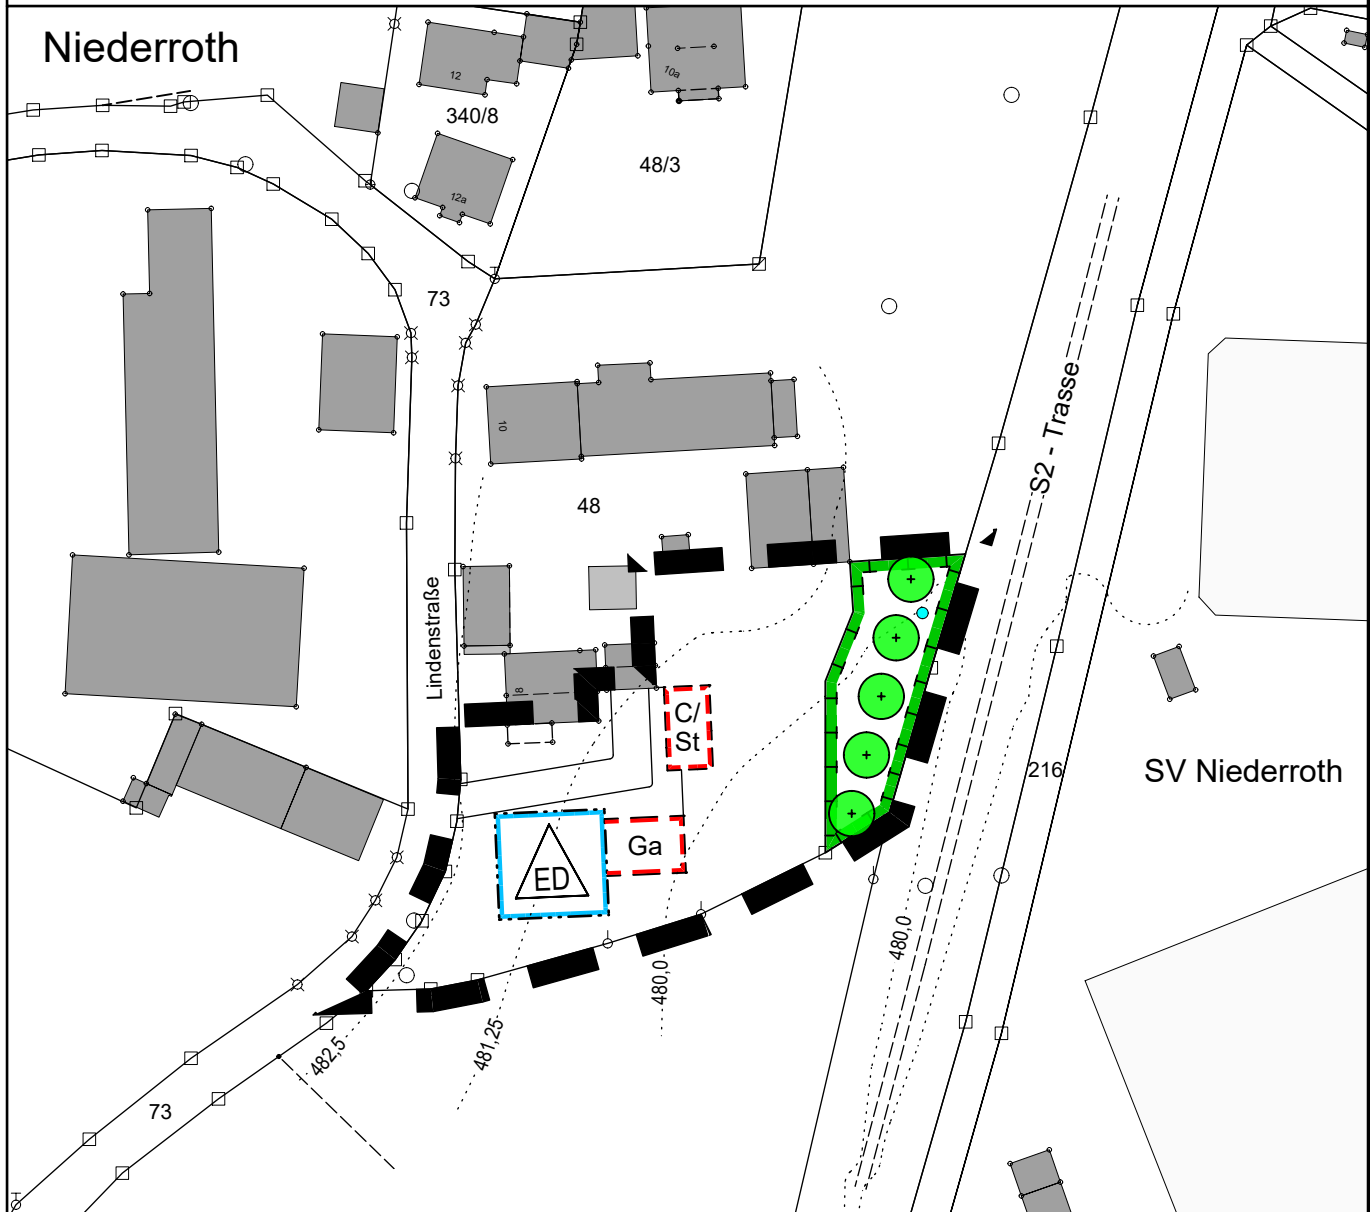 Niederroth
12
10a
340/8
48/3
12a
73
S2 - Trasse
10
48
Lindenstraße
8
C/
St
216
SV Niederroth
Ga
ED
480,0
480,0
481,25
482,5
73